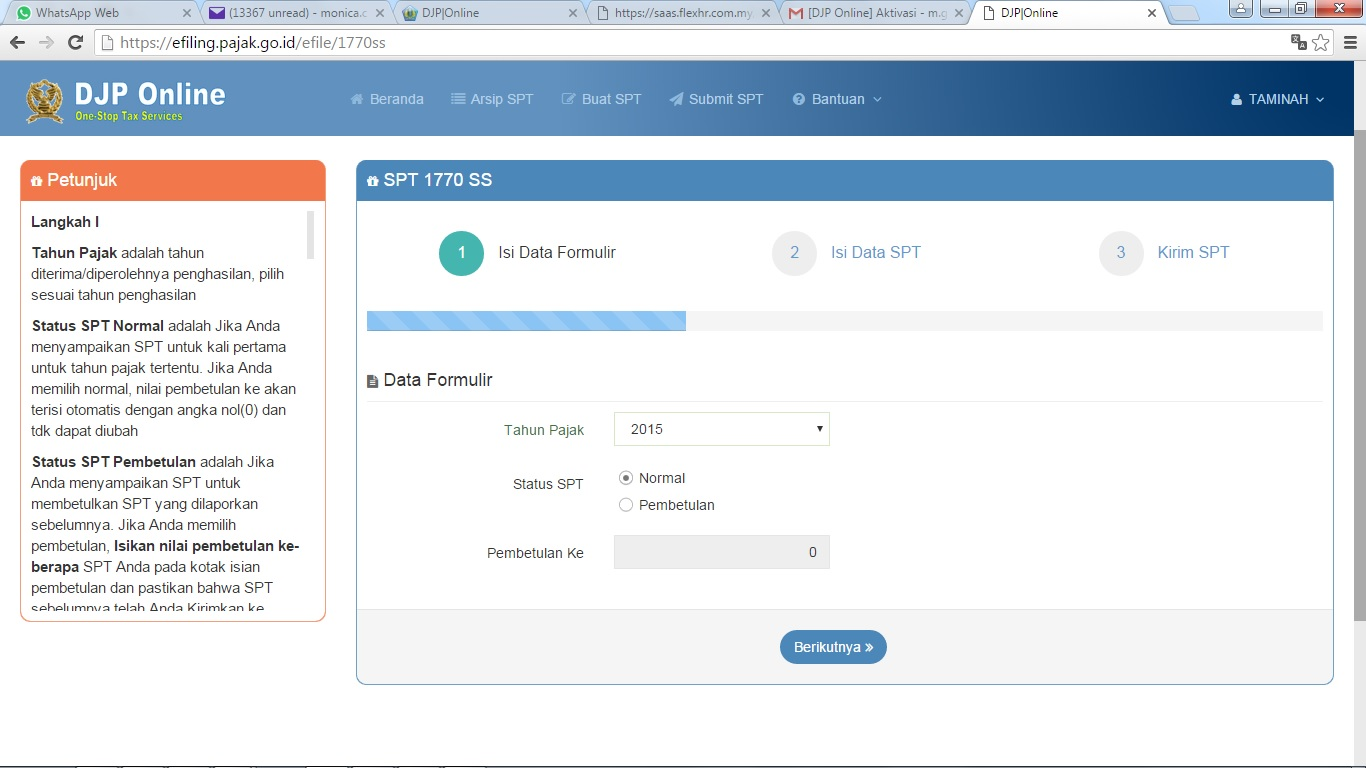 WhatsApp Web
(13367 unread) - monica.c
DJP|Online
https://saas.flexhr.com.my
[DJP Online] Aktivasi - m.g
DJP|Online
https://efiling.pajak.go.id/efile/1770ss
DJP Online
One-Stop Tax Services
Beranda
Arsip SPT
Buat SPT
Submit SPT
Bantuan
TAMINAH
Petunjuk
Langkah I
Tahun Pajak adalah tahun
diterima/diperolehnya penghasilan, pilih
sesuai tahun penghasilan
Status SPT Normal adalah Jika Anda
menyampaikan SPT untuk kali pertama
untuk tahun pajak tertentu. Jika Anda
memilih normal, nilai pembetulan ke akan
terisi otomatis dengan angka nol(0) dan
tdk dapat diubah
Status SPT Pembetulan adalah Jika
Anda menyampaikan SPT untuk
membetulkan SPT yang dilaporkan
sebelumnya. Jika Anda memilih
pembetulan, Isikan nilai pembetulan ke-
berapa SPT Anda pada kotak isian
pembetulan dan pastikan bahwa SPT
sebelumnya telah Anda Kirimkan ke
SPT 1770 SS
1 Isi Data Formulir
2 Isi Data SPT
3 Kirim SPT
Data Formulir
Tahun Pajak 2015
Status SPT
Normal
Pembetulan
Pembetulan Ke 0
Berikutnya »